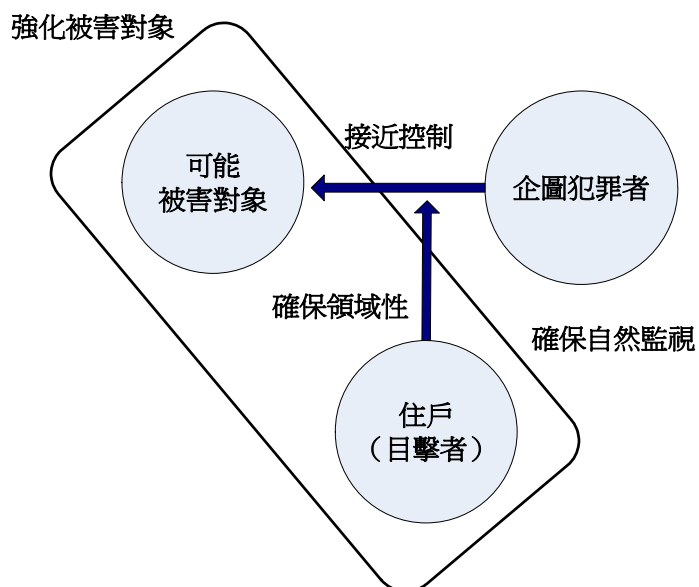 強化被害對象
接近控制
可能
被害對象
企圖犯罪者
確保領域性
確保自然監視
住戶
（目擊者）